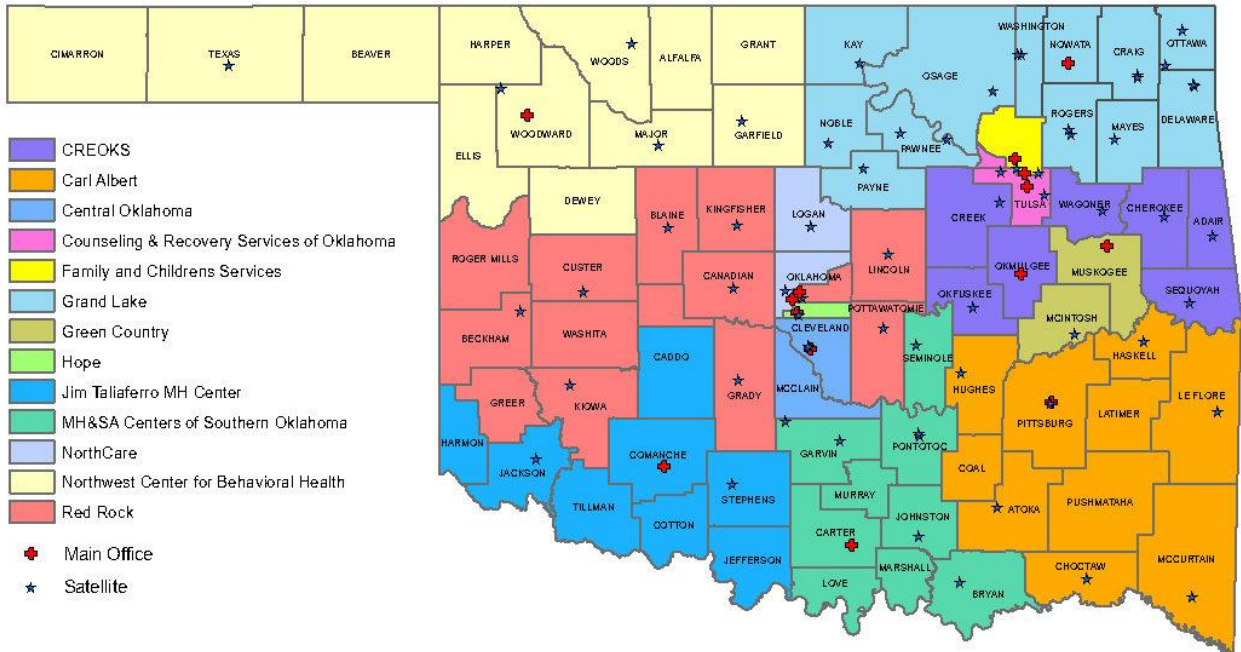 CIMARRON
TEXAS
BEAVER
HARPER
WOODS
ALFALFA
GRANT
KAY
OSAGE
WASHINGTON
NOWATA
CRAIG
OTTAWA
WOODWARD
MAJOR
GARFIELD
NOBLE
PAWNEE
ROGERS
MAYES
DELAWARE
ELLIS
DEWEY
BLAINE
KINGFISHER
LOGAN
PAYNE
CREEK
TULSA
WAGONER
CHEROKEE
ADAIR
ROGER MILLS
CUSTER
CANADIAN
OKLAHOMA
LINCOLN
OKMULGEE
MUSKOGEE
SEQUOYAH
BECKHAM
WASHITA
CADDO
GRADY
CLEVELAND
POTTAWATOMIE
SEMINOLE
OKFUSKEE
MCINTOSH
HASKELL
GREER
KIOWA
MCCLAIN
HUGHES
PITTSBURG
LATIMER
LE FLORE
HARMON
JACKSON
COMANCHE
GARVIN
PONTOTOC
COAL
TILLMAN
COTTON
STEPHENS
MURRAY
JOHNSTON
ATOKA
PUSHMATAHA
JEFFERSON
CARTER
LOVE
MARSHALL
BRYAN
CHOCTAW
MCCURTAIN
CREOKS
Carl Albert
Central Oklahoma
Counseling & Recovery Services of Oklahoma
Family and Childrens Services
Grand Lake
Green Country
Hope
Jim Taliaferro MH Center
MH&SA Centers of Southern Oklahoma
NorthCare
Northwest Center for Behavioral Health
Red Rock
Main Office
Satellite